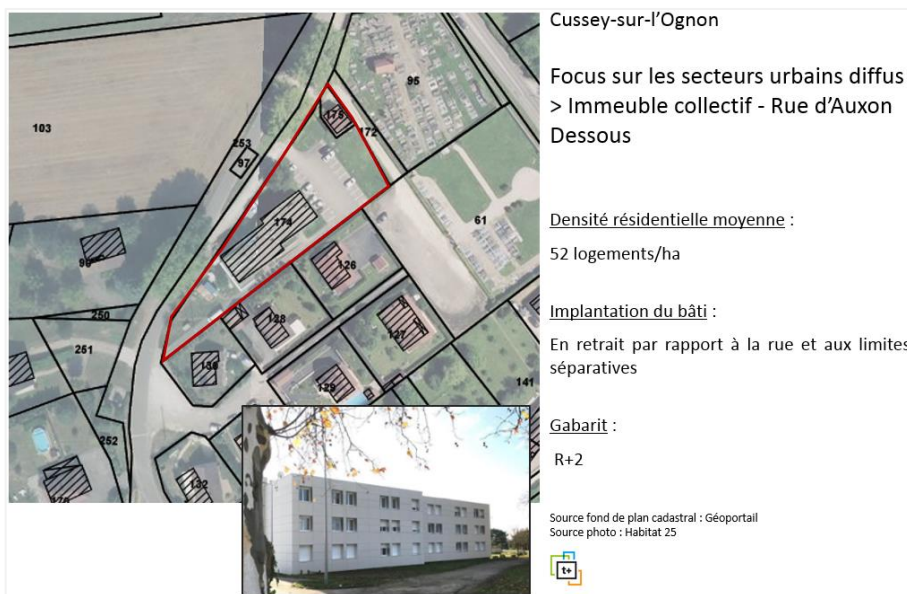 Cussey-sur-l’Ognon
Focus sur les secteurs urbains diffus
> Immeuble collectif - Rue d’Auxon
Dessous
Densité résidentielle moyenne :
52 logements/ha
Implantation du bâti :
En retrait par rapport à la rue et aux limites
séparatives
Gabarit :
R+2
Source fond de plan cadastral : Géoportail
Source photo : Habitat 25
t+
95
103
175
172
253
97
61
174
96
126
250
128
127
251
136
129
141
252
132